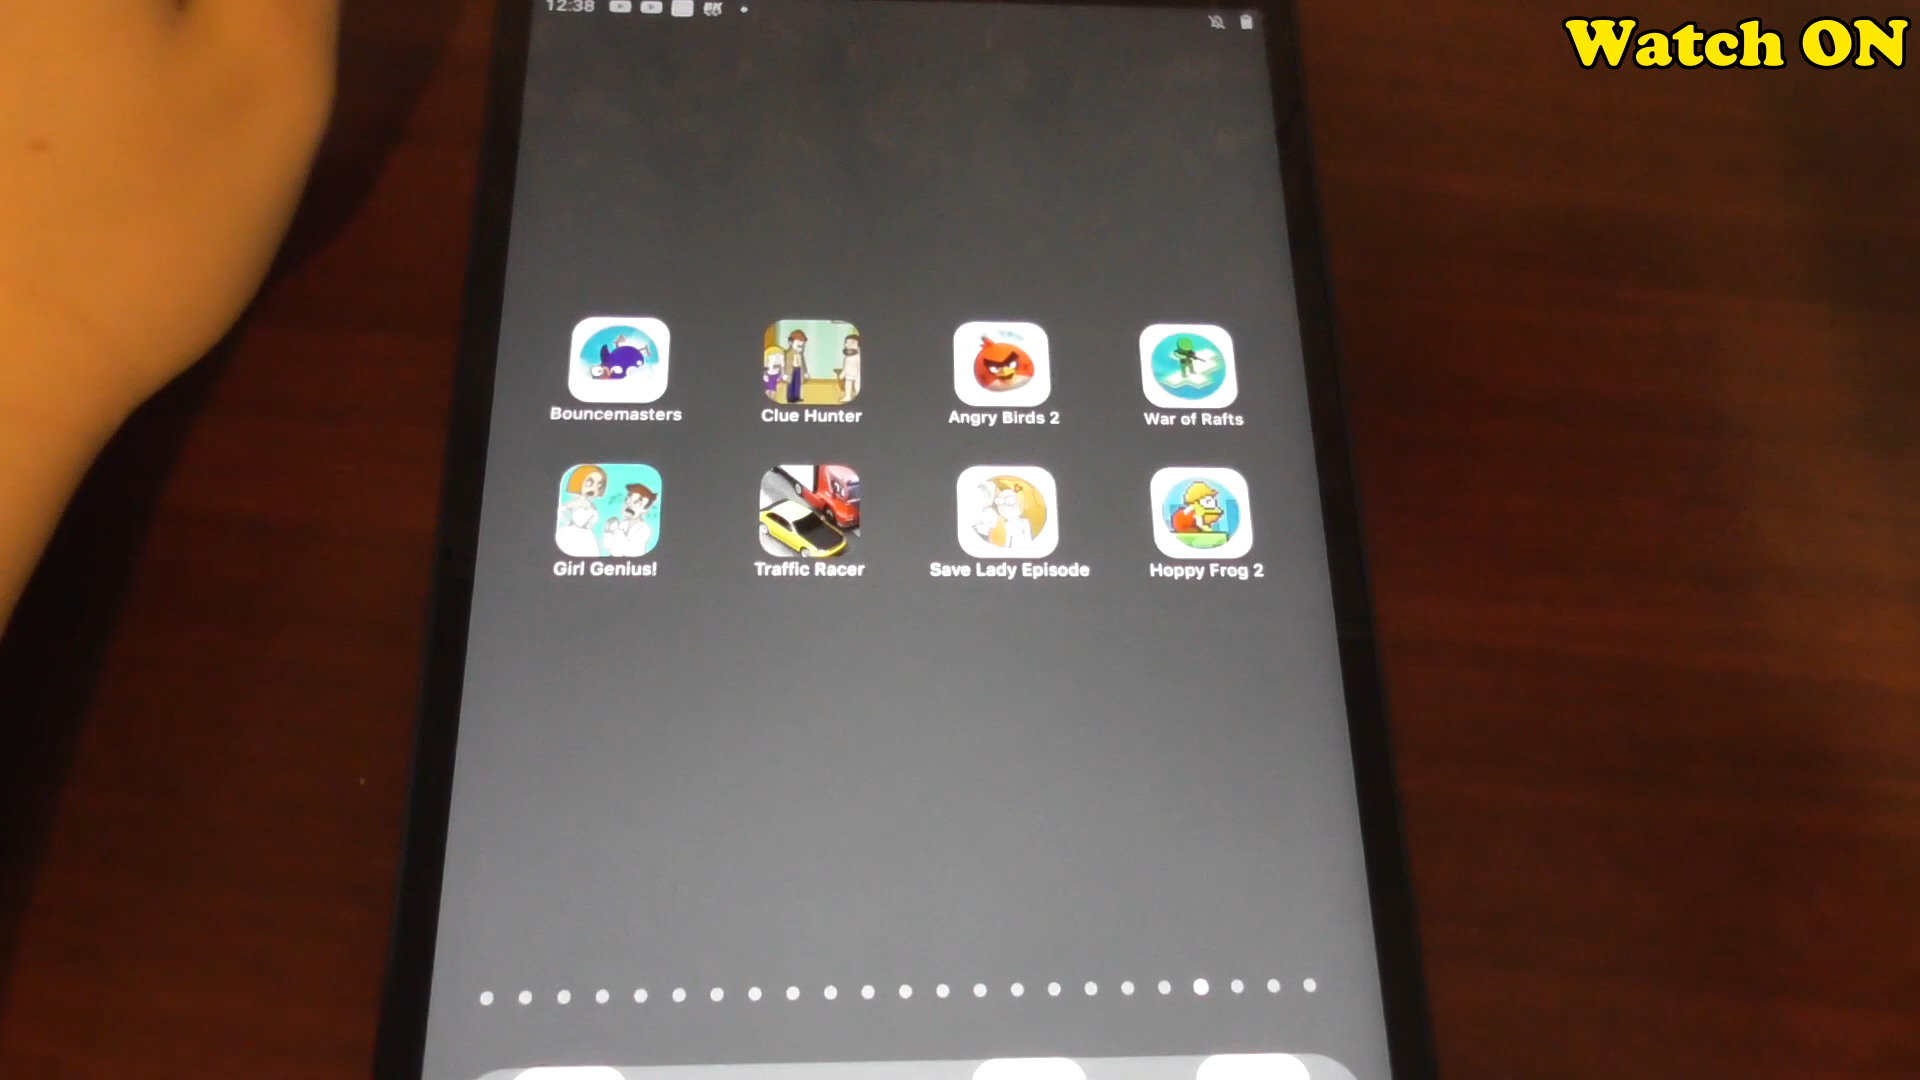 Watch ON
12:38
Bouncemasters
Clue Hunter
Angry Birds 2
War of Rafts
Girl Genius!
Traffic Racer
Save Lady Episode
Hoppy Frog 2